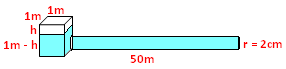 1m
1m
h
1m - h
r = 2cm
50m